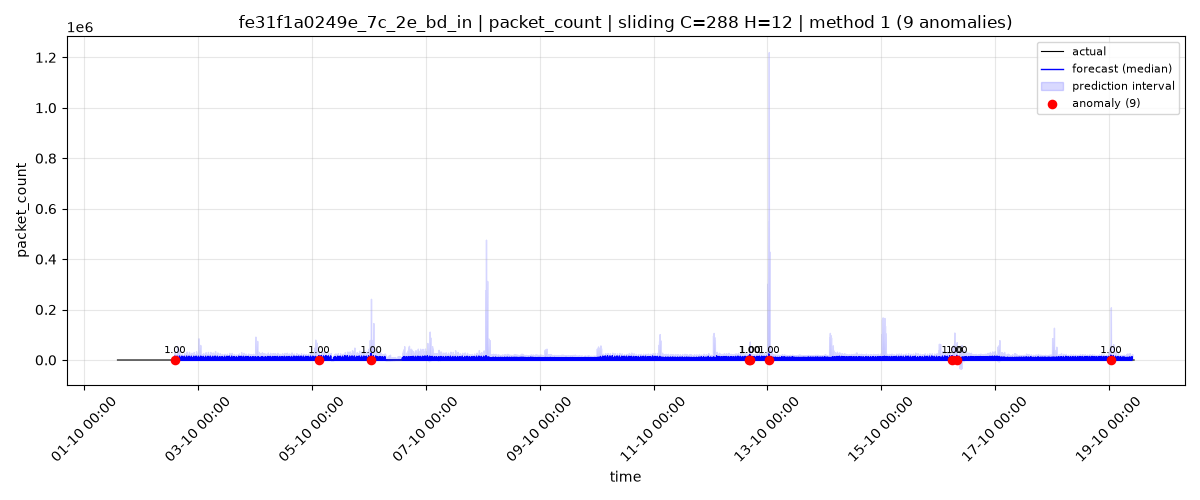 fe31f1a0249e_7c_2e_bd_in | packet_count | sliding C=288 H=12 | method 1 (9 anomalies)
1e6
actual
forecast (median)
prediction interval
anomaly (9)
1.2
1.0
0.8
0.6
0.4
0.2
0.0
packet_count
1.00 1.00 1.00 1.00 1.00
01-10 00:00
03-10 00:00
05-10 00:00
07-10 00:00
09-10 00:00
11-10 00:00
13-10 00:00
15-10 00:00
17-10 00:00
19-10 00:00
time